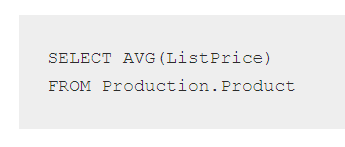 SELECT AVG(ListPrice)
FROM Production.Product